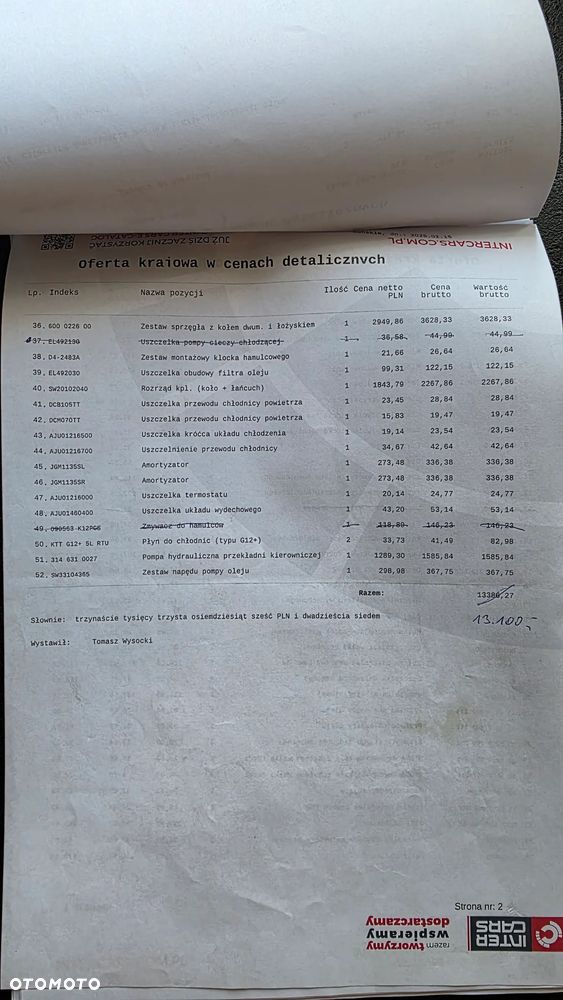 INTERCARS.COM.PL
JUŻ DZIŚ ZACZNIJ KORZYSTAĆ
Oferta krajowa w cenach detalicznych
Lp. Indeks Nazwa pozycji Ilość Cena netto PLN Cena brutto Wartość brutto
36. 600 0226 00 Zestaw sprzęgła z kołem dwum. i łożyskiem 1 2949,86 3628,33 3628,33
37. EL492130 Uszczelka pompy cieczy chłodzącej 1 36,58 44,99 44,99
38. D4-2483A Zestaw montażowy klocka hamulcowego 1 21,66 26,64 26,64
39. EL492030 Uszczelka obudowy filtra oleju 1 99,31 122,15 122,15
40. SW20102040 Rozrząd kpl. (koło + łańcuch) 1 1843,79 2267,86 2267,86
41. DCB105TT Uszczelka przewodu chłodnicy powietrza 1 23,45 28,84 28,84
42. DCM070TT Uszczelka przewodu chłodnicy powietrza 1 15,83 19,47 19,47
43. AJU01216500 Uszczelka króćca układu chłodzenia 1 19,14 23,54 23,54
44. AJU01216700 Uszczelnienie przewodu chłodnicy 1 34,67 42,64 42,64
45. JGM1135SL Amortyzator 1 273,48 336,38 336,38
46. JGM1135SR Amortyzator 1 273,48 336,38 336,38
47. AJU01216000 Uszczelka termostatu 1 20,14 24,77 24,77
48. AJU01460400 Uszczelka układu wydechowego 1 43,20 53,14 53,14
49. 090563-K12PCS Zmywacz do hamulców 1 118,89 146,23 146,23
50. KTT G12+ 5L RTU Płyn do chłodnic (typu G12+) 2 33,73 41,49 82,98
51. 314 631 0027 Pompa hydrauliczna przekładni kierowniczej 1 1289,30 1585,84 1585,84
52. SW33104365 Zestaw napędu pompy oleju 1 298,98 367,75 367,75
Razem: 13386,27
Słownie: trzynaście tysięcy trzysta osiemdziesiąt sześć PLN i dwadzieścia siedem
13.100,-
Wystawił: Tomasz Wysocki
Strona nr: 2
razem tworzymy
wspieramy
dostarczamy
INTER CARS
OTOMOTO